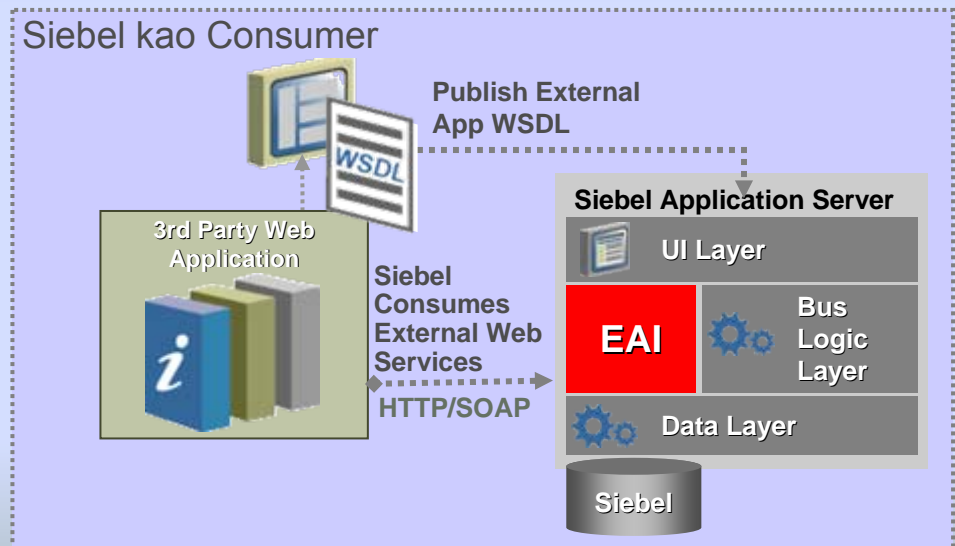 Siebel kao Consumer
Publish External
App WSDL
WSDL
Siebel Application Server
3rd Party Web
Application
UI Layer
Siebel
Consumes
External Web
Services
EAI
Bus
Logic
Layer
i
HTTP/SOAP
Data Layer
Siebel